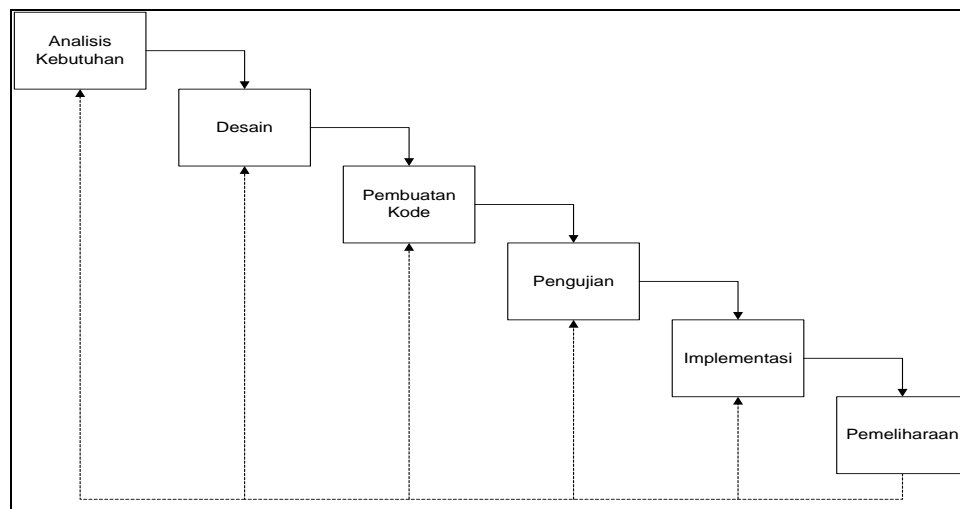 Analisis
Kebutuhan
Desain
Pembuatan
Kode
Pengujian
Implementasi
Pemeliharaan